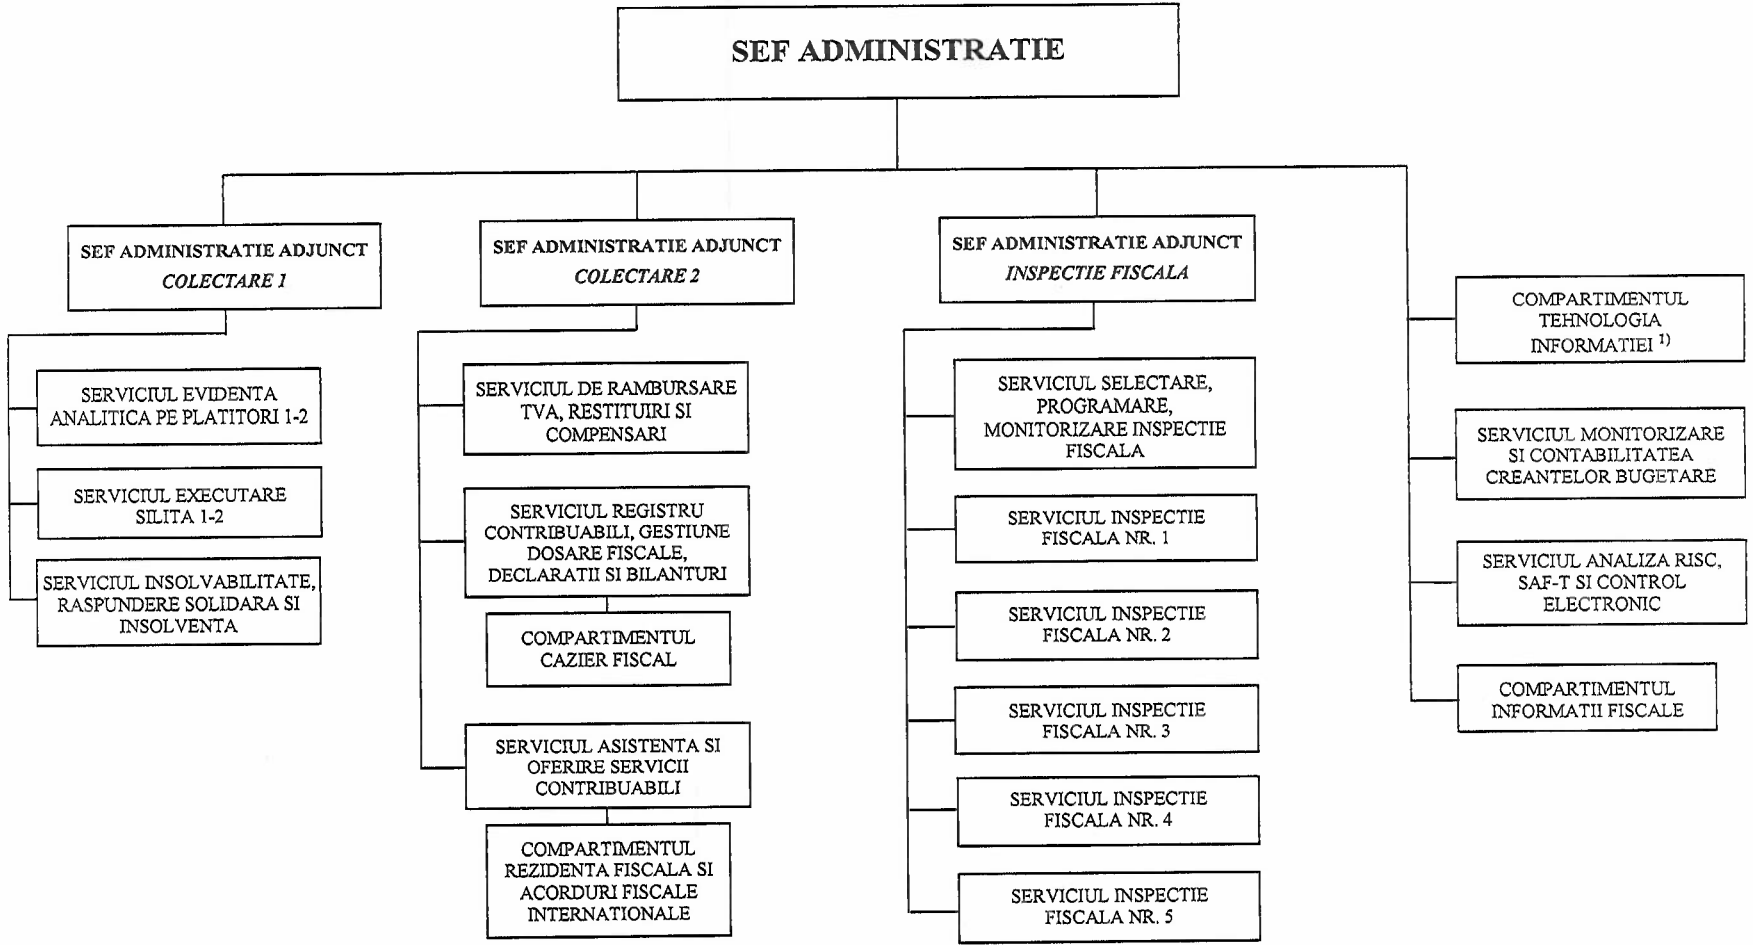 SEF ADMINISTRATIE
SEF ADMINISTRATIE ADJUNCT
COLECTARE 1
SERVICIUL EVIDENTA
ANALITICA PE PLATITORI 1-2
SERVICIUL EXECUTARE
SILITA 1-2
SERVICIUL INSOLVABILITATE,
RASPUNDERE SOLIDARA SI
INSOLVENTA
SEF ADMINISTRATIE ADJUNCT
COLECTARE 2
SERVICIUL DE RAMBURSARE
TVA, RESTITUIRI SI
COMPENSARI
SERVICIUL REGISTRU
CONTRIBUABILI, GESTIUNE
DOSARE FISCALE,
DECLARATII SI BILANTURI
COMPARTIMENTUL
CAZIER FISCAL
SERVICIUL ASISTENTA SI
OFERIRE SERVICII
CONTRIBUABILI
COMPARTIMENTUL
REZIDENTA FISCALA SI
ACORDURI FISCALE
INTERNATIONALE
SEF ADMINISTRATIE ADJUNCT
INSPECTIE FISCALA
SERVICIUL SELECTARE,
PROGRAMARE,
MONITORIZARE INSPECTIE
FISCALA
SERVICIUL INSPECTIE
FISCALA NR. 1
SERVICIUL INSPECTIE
FISCALA NR. 2
SERVICIUL INSPECTIE
FISCALA NR. 3
SERVICIUL INSPECTIE
FISCALA NR. 4
SERVICIUL INSPECTIE
FISCALA NR. 5
COMPARTIMENTUL
TEHNOLOGIA
INFORMATIEI 1)
SERVICIUL MONITORIZARE
SI CONTABILITATEA
CREANTELOR BUGETARE
SERVICIUL ANALIZA RISC,
SAF-T SI CONTROL
ELECTRONIC
COMPARTIMENTUL
INFORMATII FISCALE